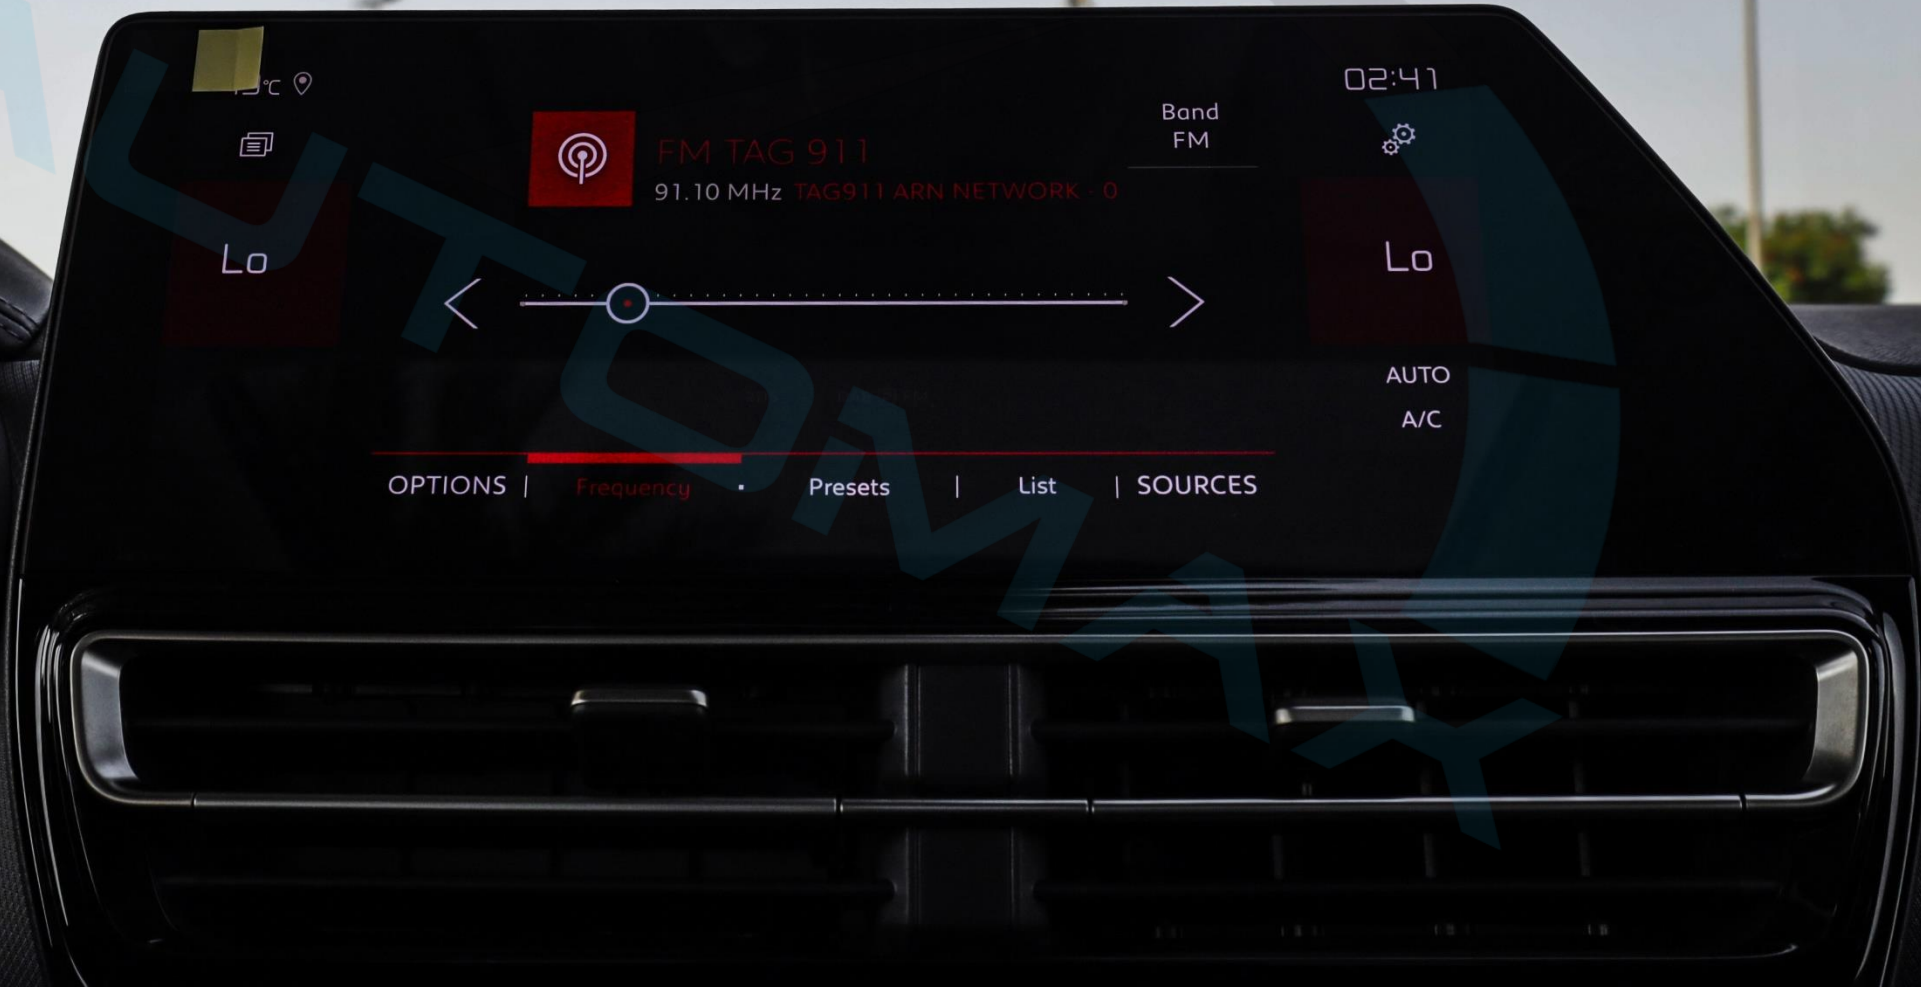 °C
02:41
Band
FM
FM TAG 911
91.10 MHz TAG911 ARN NETWORK - 0
Lo
Lo
AUTO
A/C
OPTIONS | Frequency · Presets | List | SOURCES
AUTOMAX